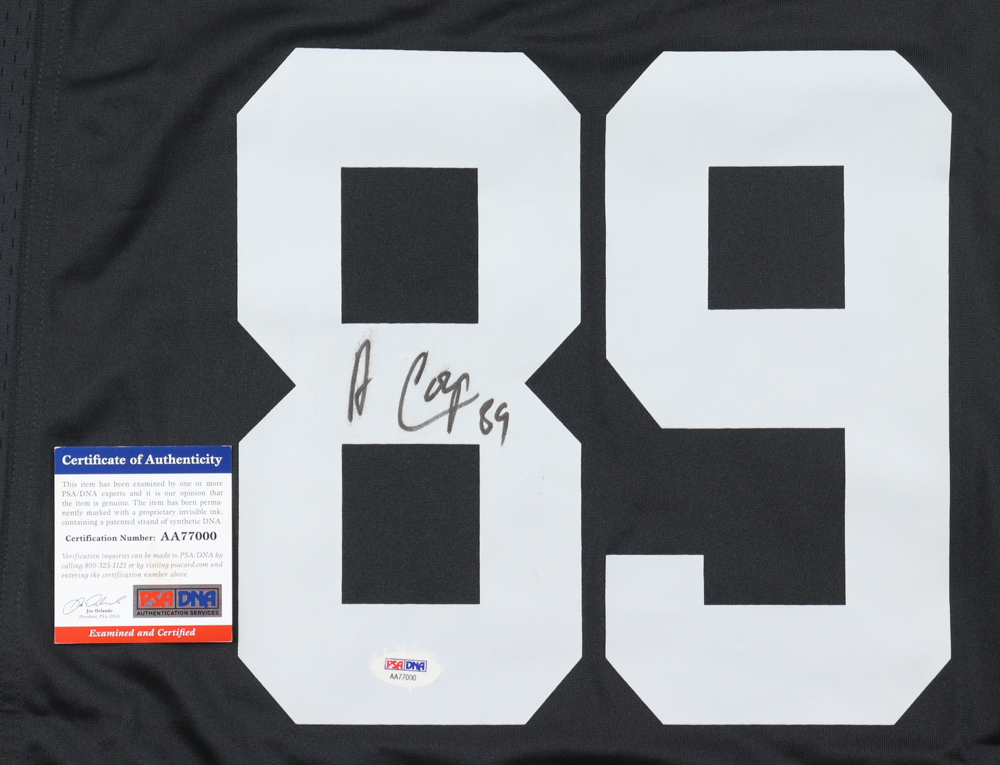 89
A Coop 89
Certificate of Authenticity
This item has been examined by one or more
PSA/DNA experts and it is our opinion that
the item is genuine. The item has been perma-
nently marked with a proprietary invisible ink,
containing a patented strand of synthetic DNA.
Certification Number: AA77000
Verification inquiries can be made to PSA/DNA by
calling 800-325-1121 or by visiting psacard.com and
entering the certification number above.
Joe Orlando
President, PSA/DNA
PSA DNA
AUTHENTICATION SERVICES
Examined and Certified
PSA DNA
AA77000